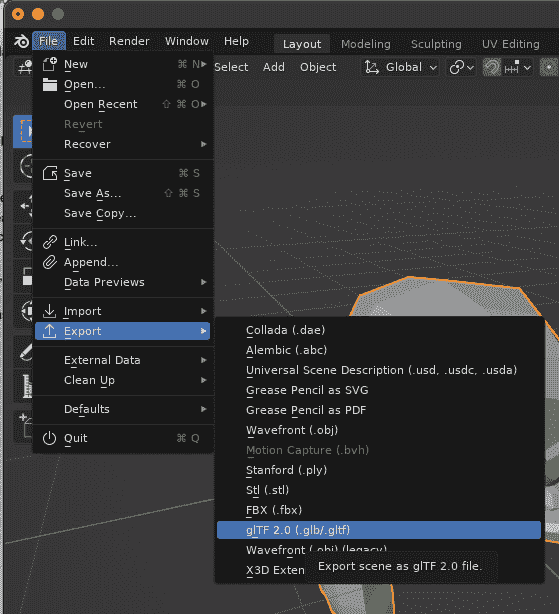 File Edit Render Window Help Layout Modeling Sculpting UV Editing
Select Add Object Global
New ⌘ N
Open... ⌘ O
Open Recent ⇧ ⌘ O
Revert
Recover
Save ⌘ S
Save As... ⇧ ⌘ S
Save Copy...
Link...
Append...
Data Previews
Import
Export
External Data
Clean Up
Defaults
Quit ⌘ Q
Collada (.dae)
Alembic (.abc)
Universal Scene Description (.usd, .usdc, .usda)
Grease Pencil as SVG
Grease Pencil as PDF
Wavefront (.obj)
Motion Capture (.bvh)
Stanford (.ply)
Stl (.stl)
FBX (.fbx)
glTF 2.0 (.glb/.gltf)
Wavefront (.obj) (legacy)
X3D Exten
Export scene as glTF 2.0 file.